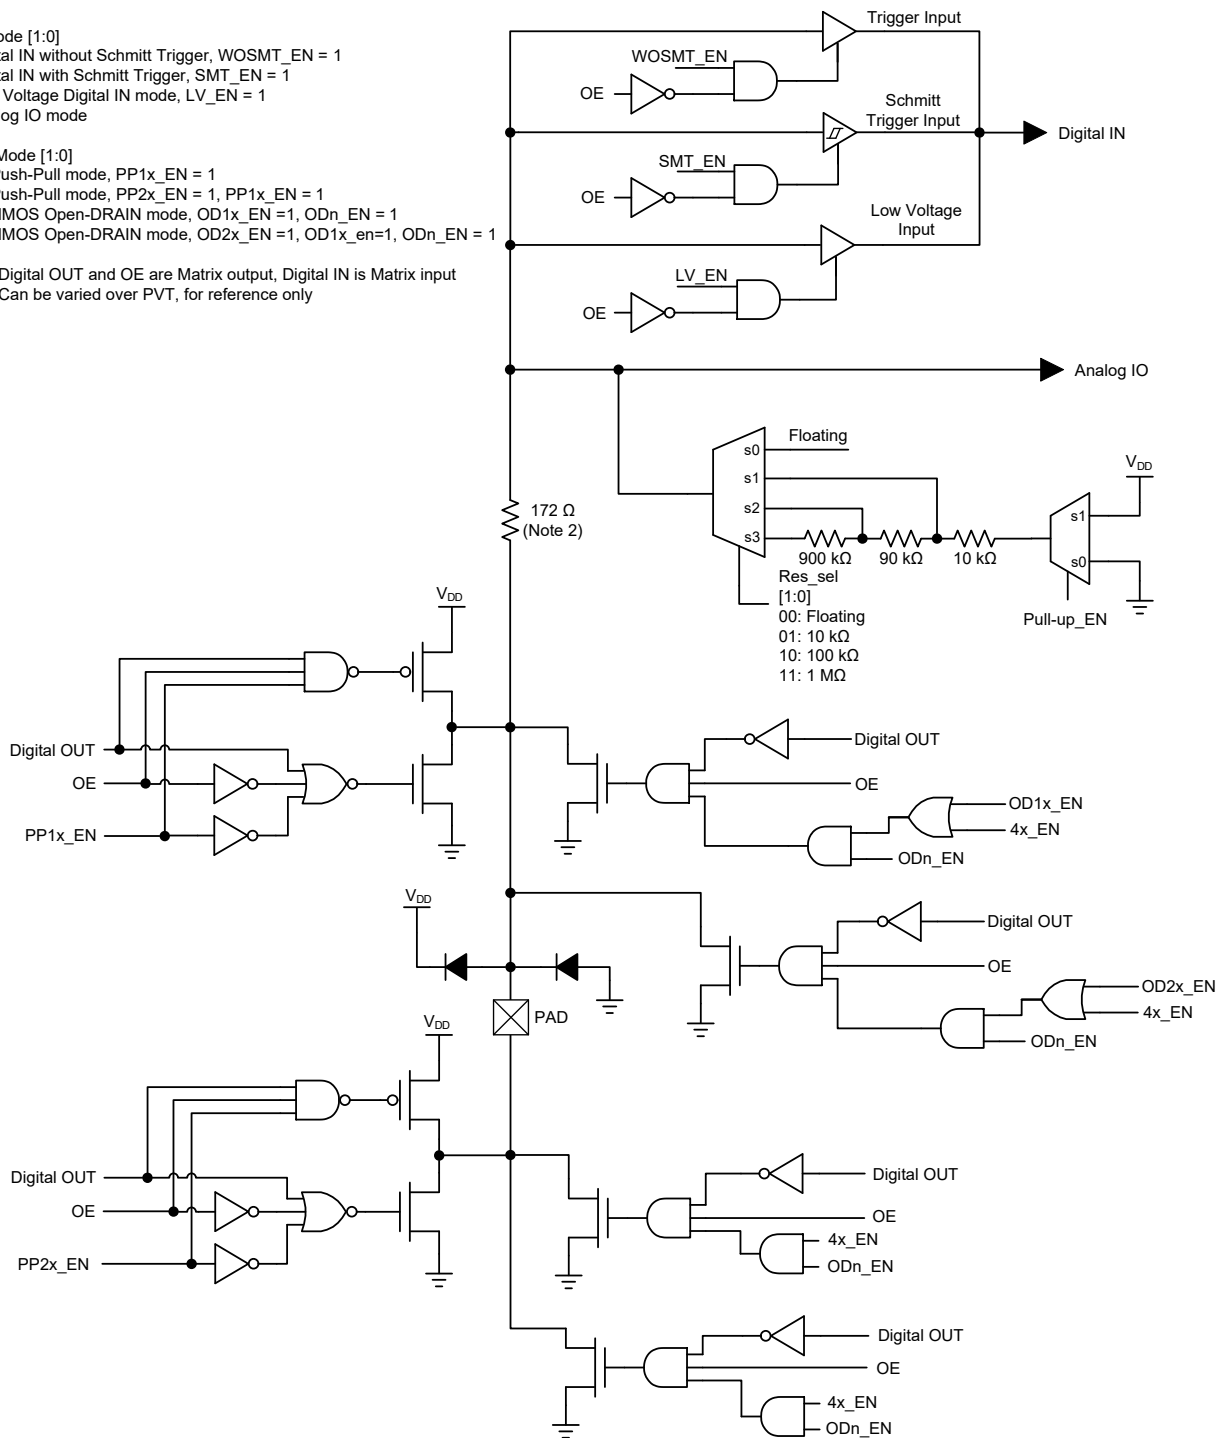 ode [1:0]
al IN without Schmitt Trigger, WOSMT_EN = 1
al IN with Schmitt Trigger, SMT_EN = 1
Voltage Digital IN mode, LV_EN = 1
og IO mode
Mode [1:0]
Push-Pull mode, PP1x_EN = 1
Push-Pull mode, PP2x_EN = 1, PP1x_EN = 1
NMOS Open-DRAIN mode, OD1x_EN =1, ODn_EN = 1
NMOS Open-DRAIN mode, OD2x_EN =1, OD1x_en=1, ODn_EN = 1
Digital OUT and OE are Matrix output, Digital IN is Matrix input
Can be varied over PVT, for reference only
Trigger Input
WOSMT_EN
OE
Schmitt
Trigger Input
Digital IN
SMT_EN
OE
Low Voltage
Input
LV_EN
OE
Analog IO
Floating
s0
s1
s2
s3
900 kΩ
90 kΩ
10 kΩ
VDD
s1
s0
Pull-up_EN
Res_sel
[1:0]
00: Floating
01: 10 kΩ
10: 100 kΩ
11: 1 MΩ
172 Ω
(Note 2)
VDD
Digital OUT
OE
PP1x_EN
Digital OUT
OE
OD1x_EN
4x_EN
ODn_EN
VDD
PAD
Digital OUT
OE
OD2x_EN
4x_EN
ODn_EN
VDD
Digital OUT
OE
PP2x_EN
Digital OUT
OE
4x_EN
ODn_EN
Digital OUT
OE
4x_EN
ODn_EN